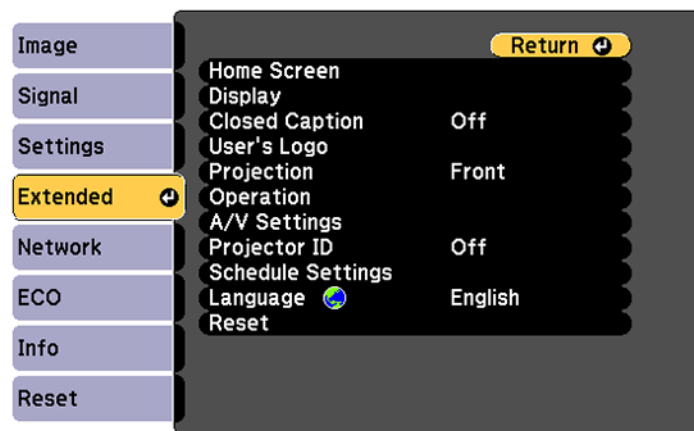 Image
Signal
Settings
Extended
Network
ECO
Info
Reset
Return
Home Screen
Display
Closed Caption Off
User's Logo
Projection Front
Operation
A/V Settings
Projector ID Off
Schedule Settings
Language English
Reset